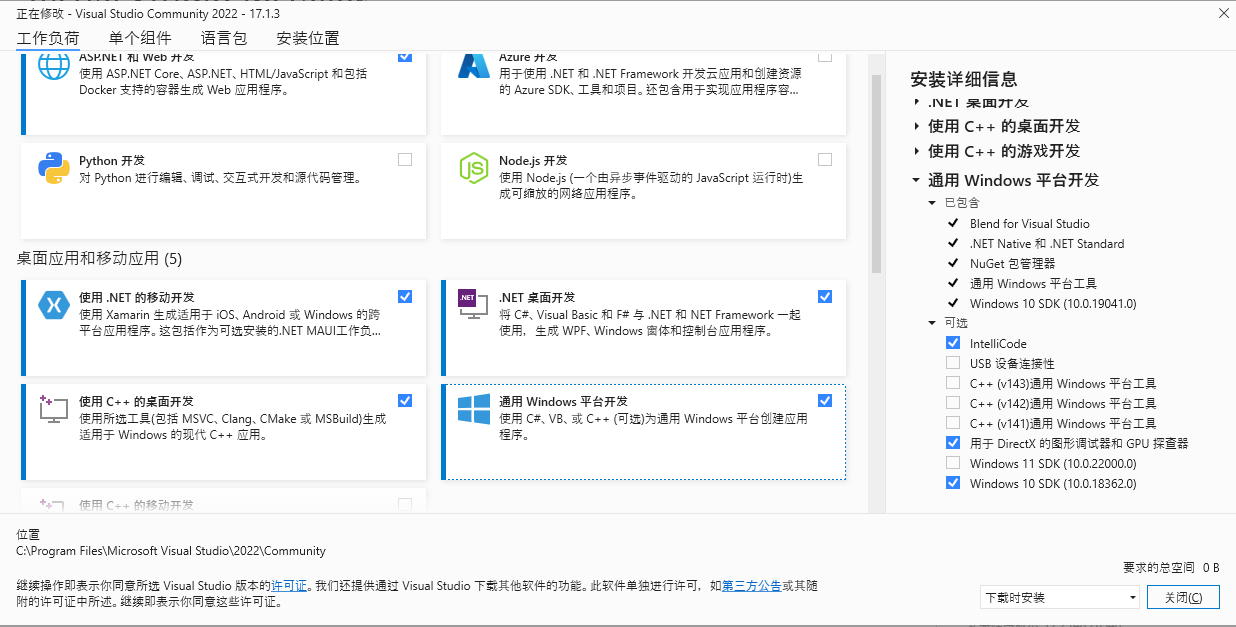 正在修改 - Visual Studio Community 2022 - 17.1.3
工作负荷 单个组件 语言包 安装位置
ASP.NET 和 Web 开发
使用 ASP.NET Core、ASP.NET、HTML/JavaScript 和包括
Docker 支持的容器生成 Web 应用程序。
Azure 开发
用于使用 .NET 和 .NET Framework 开发云应用和创建资源
的 Azure SDK、工具和项目。还包含用于实现应用程序容...
Python 开发
对 Python 进行编辑、调试、交互式开发和源代码管理。
JS
Node.js 开发
使用 Node.js (一个由异步事件驱动的 JavaScript 运行时)生
成可缩放的网络应用程序。
桌面应用和移动应用 (5)
使用 .NET 的移动开发
使用 Xamarin 生成适用于 iOS、Android 或 Windows 的跨
平台应用程序。这包括作为可选安装的.NET MAUI工作负...
.NET
.NET 桌面开发
将 C#、Visual Basic 和 F# 与 .NET 和 .NET Framework 一起
使用，生成 WPF、Windows 窗体和控制台应用程序。
使用 C++ 的桌面开发
使用所选工具(包括 MSVC、Clang、CMake 或 MSBuild)生成
适用于 Windows 的现代 C++ 应用。
通用 Windows 平台开发
使用 C#、VB、或 C++ (可选)为通用 Windows 平台创建应用
程序。
使用 C++ 的移动开发
安装详细信息
.NET 桌面开发
使用 C++ 的桌面开发
使用 C++ 的游戏开发
通用 Windows 平台开发
已包含
Blend for Visual Studio
.NET Native 和 .NET Standard
NuGet 包管理器
通用 Windows 平台工具
Windows 10 SDK (10.0.19041.0)
可选
IntelliCode
USB 设备连接性
C++ (v143)通用 Windows 平台工具
C++ (v142)通用 Windows 平台工具
C++ (v141)通用 Windows 平台工具
用于 DirectX 的图形调试器和 GPU 探查器
Windows 11 SDK (10.0.22000.0)
Windows 10 SDK (10.0.18362.0)
位置
C:\Program Files\Microsoft Visual Studio\2022\Community
继续操作即表示你同意所选 Visual Studio 版本的许可证。我们还提供通过 Visual Studio 下载其他软件的功能。此软件单独进行许可，如第三方公告或其随
附的许可证中所述。继续即表示你同意这些许可证。
要求的总空间 0 B
下载时安装
关闭(C)